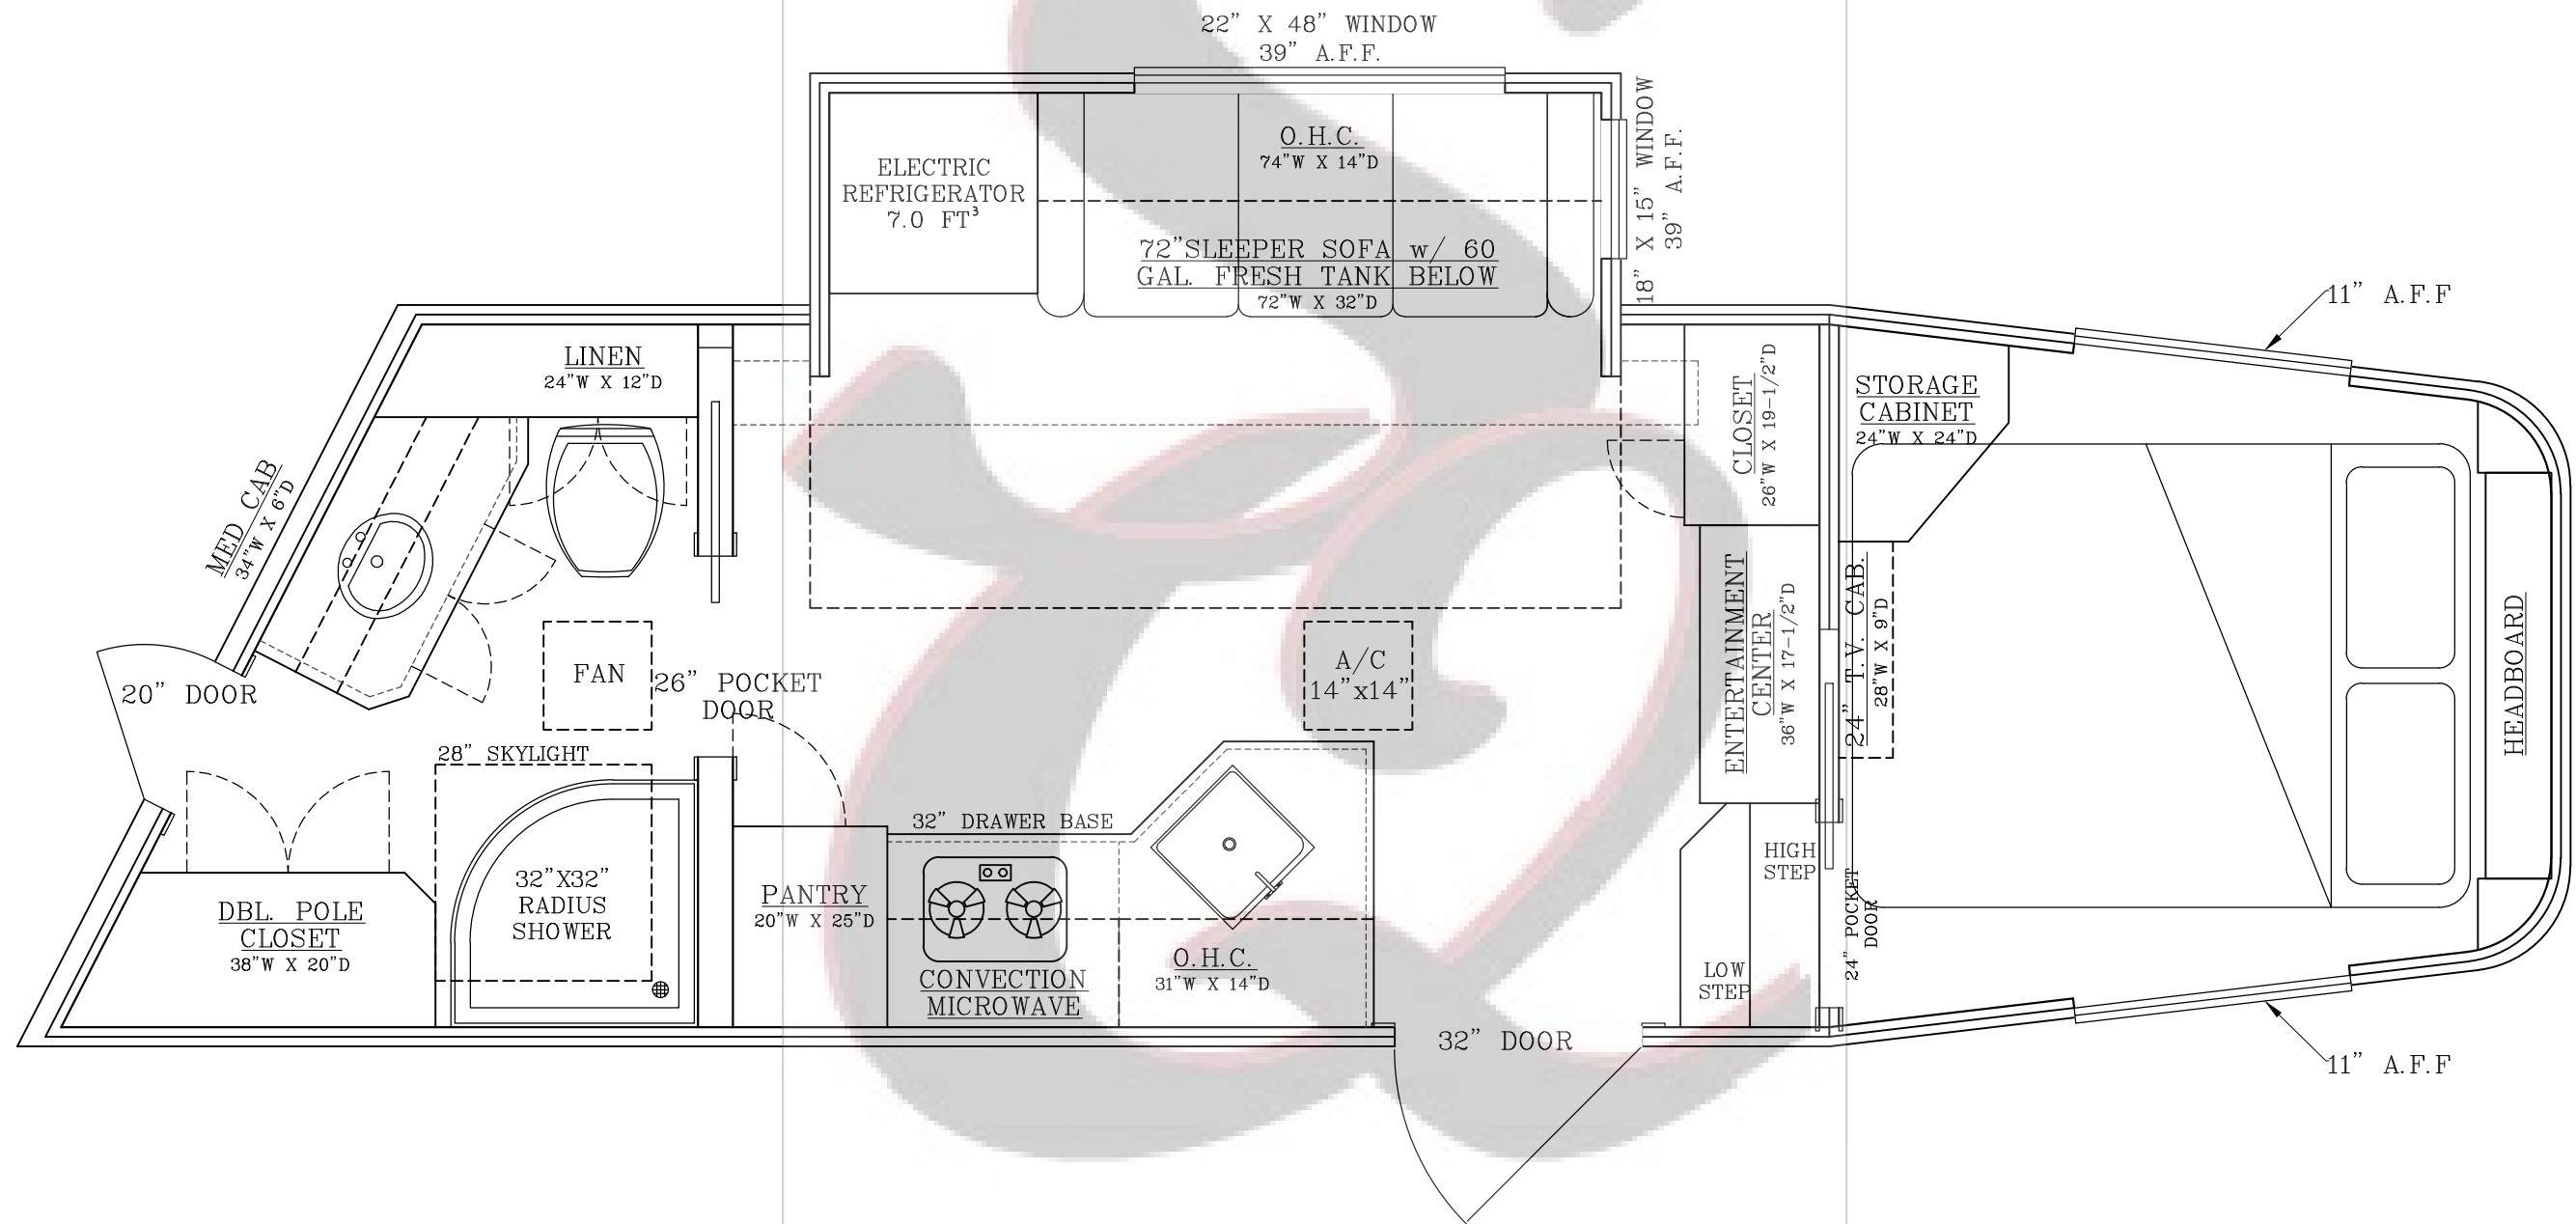 22" X 48" WINDOW
39" A.F.F.
18" X 15" WINDOW
39" A.F.F.
O.H.C.
74"W X 14"D
ELECTRIC
REFRIGERATOR
7.0 FT³
72"SLEEPER SOFA w/ 60
GAL. FRESH TANK BELOW
72"W X 32"D
11" A.F.F
LINEN
24"W X 12"D
CLOSET
26"W X 19-1/2"D
STORAGE
CABINET
24"W X 24"D
MED CAB
34"W X 6"D
20" DOOR
FAN
26" POCKET
DOOR
A/C
14"x14"
ENTERTAINMENT
CENTER
36"W X 17-1/2"D
24" T.V. CAB.
28"W X 9"D
HEADBOARD
28" SKYLIGHT
32" DRAWER BASE
HIGH
STEP
32"X32"
RADIUS
SHOWER
PANTRY
20"W X 25"D
DBL. POLE
CLOSET
38"W X 20"D
CONVECTION
MICROWAVE
O.H.C.
31"W X 14"D
LOW
STEP
24" POCKET
DOOR
32" DOOR
11" A.F.F